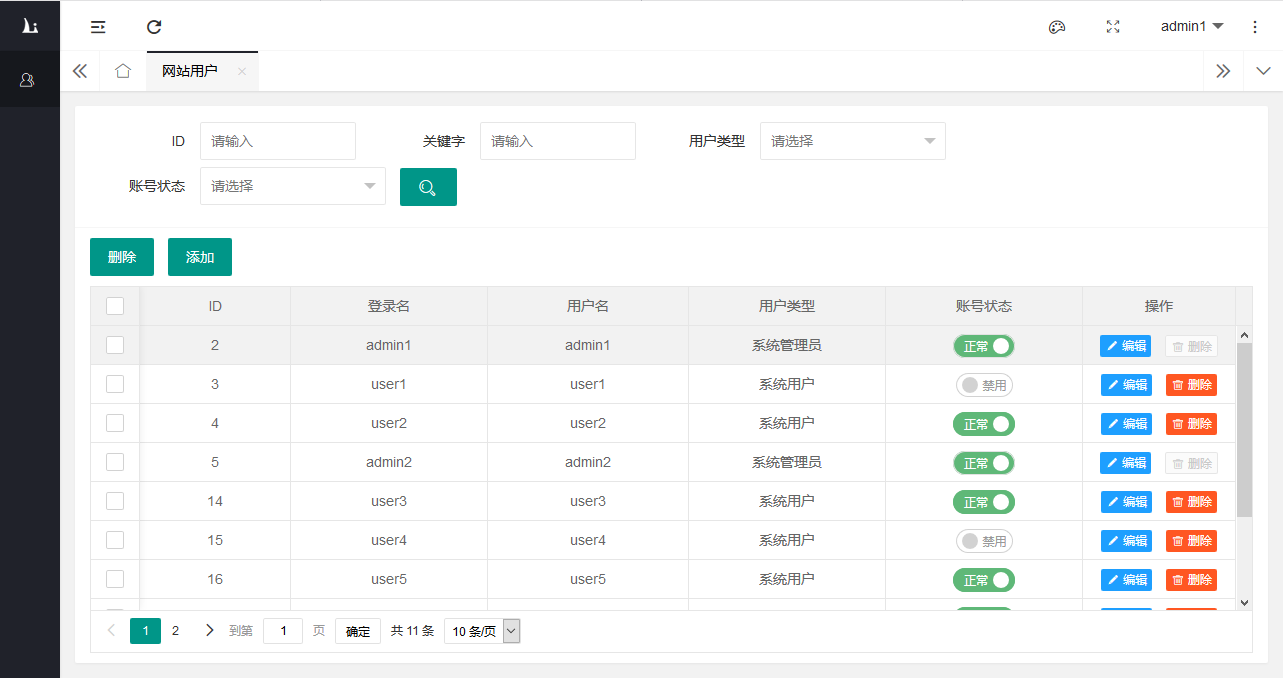 admin1
网站用户
ID 请输入 关键字 请输入 用户类型 请选择
账号状态 请选择
删除 添加
ID 登录名 用户名 用户类型 账号状态 操作
2 admin1 admin1 系统管理员 正常 编辑 删除
3 user1 user1 系统用户 禁用 编辑 删除
4 user2 user2 系统用户 正常 编辑 删除
5 admin2 admin2 系统管理员 正常 编辑 删除
14 user3 user3 系统用户 正常 编辑 删除
15 user4 user4 系统用户 禁用 编辑 删除
16 user5 user5 系统用户 正常 编辑 删除
1 2 到第 1 页 确定 共 11 条 10 条/页